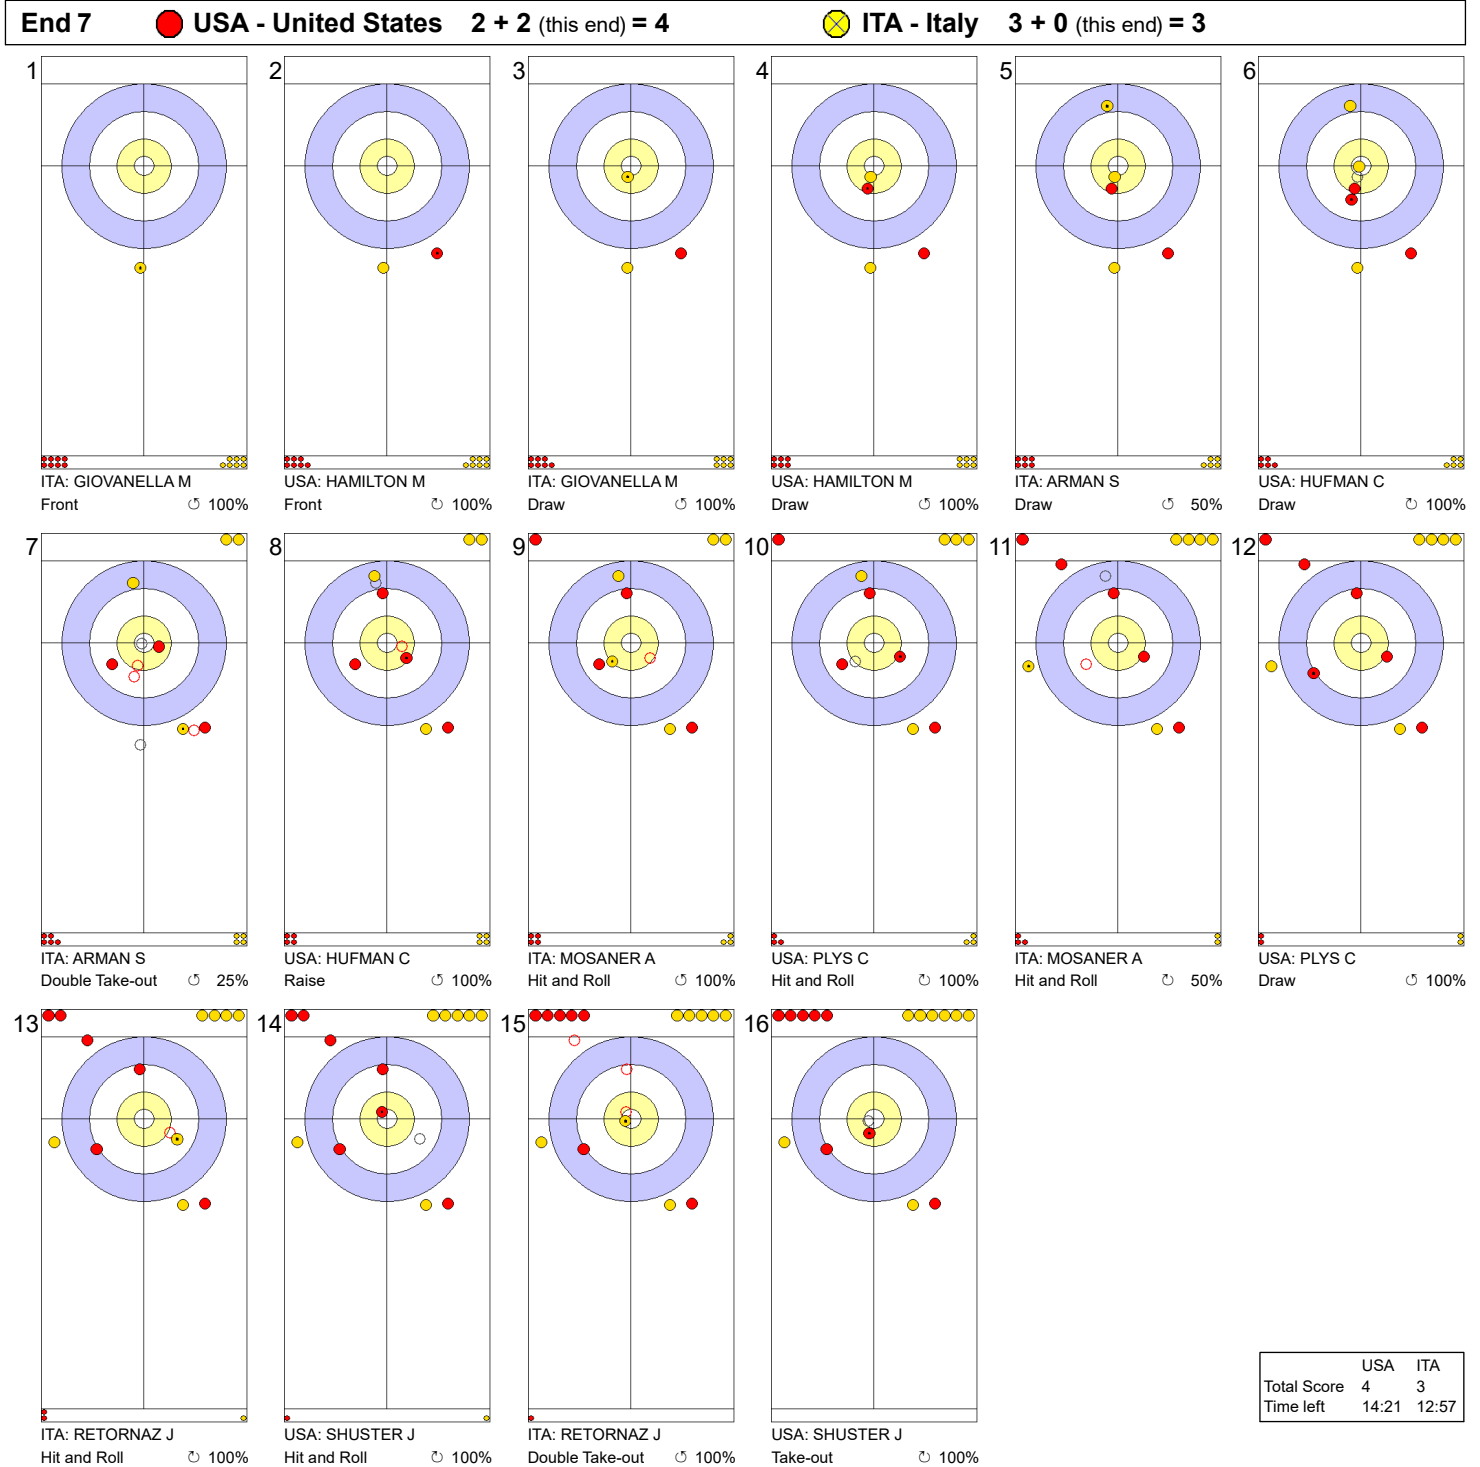 End 7 USA - United States 2 + 2 (this end) = 4 ITA - Italy 3 + 0 (this end) = 3
1 2 3 4 5 6
ITA: GIOVANELLA M USA: HAMILTON M ITA: GIOVANELLA M USA: HAMILTON M ITA: ARMAN S USA: HUFMAN C
Front ↺ 100% Front ↻ 100% Draw ↺ 100% Draw ↻ 100% Draw ↺ 50% Draw ↻ 100%
7 8 9 10 11 12
ITA: ARMAN S USA: HUFMAN C ITA: MOSANER A USA: PLYS C ITA: MOSANER A USA: PLYS C
Double Take-out ↺ 25% Raise ↺ 100% Hit and Roll ↺ 100% Hit and Roll ↻ 100% Hit and Roll ↻ 50% Draw ↺ 100%
13 14 15 16
ITA: RETORNAZ J USA: SHUSTER J ITA: RETORNAZ J USA: SHUSTER J
Hit and Roll ↻ 100% Hit and Roll ↻ 100% Double Take-out ↺ 100% Take-out ↻ 100%
USA ITA
Total Score 4 3
Time left 14:21 12:57